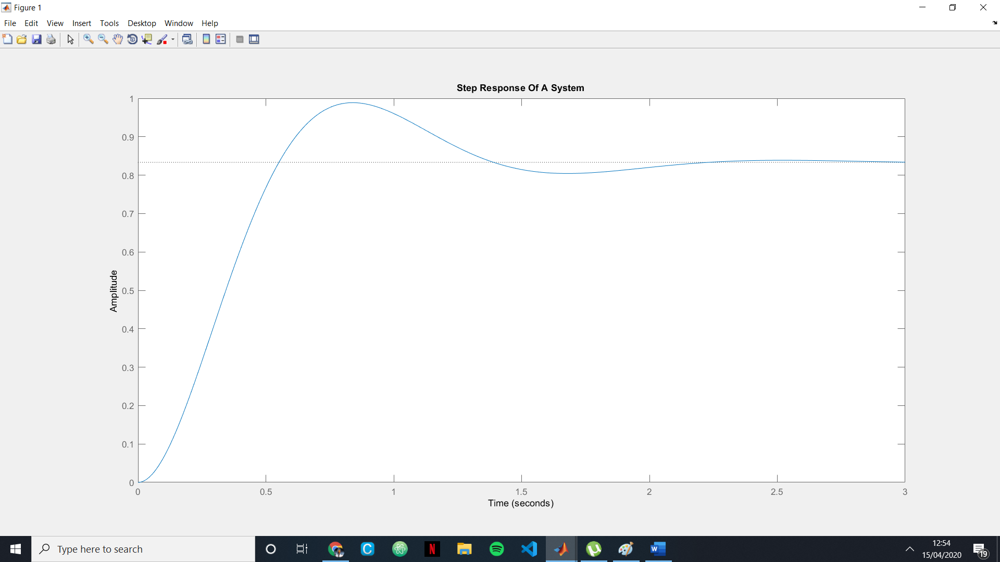 Figure 1
File Edit View Insert Tools Desktop Window Help
Step Response Of A System
1
0.9
0.8
0.7
0.6
0.5
0.4
0.3
0.2
0.1
0
Amplitude
0 0.5 1 1.5 2 2.5 3
Time (seconds)
Type here to search
C
N
W
12:54
15/04/2020
19